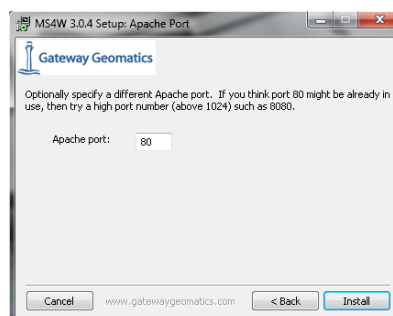 MS4W 3.0.4 Setup: Apache Port
Gateway Geomatics
Optionally specify a different Apache port. If you think port 80 might be already in
use, then try a high port number (above 1024) such as 8080.
Apache port: 80
Cancel www.gatewaygeomatics.com < Back Install